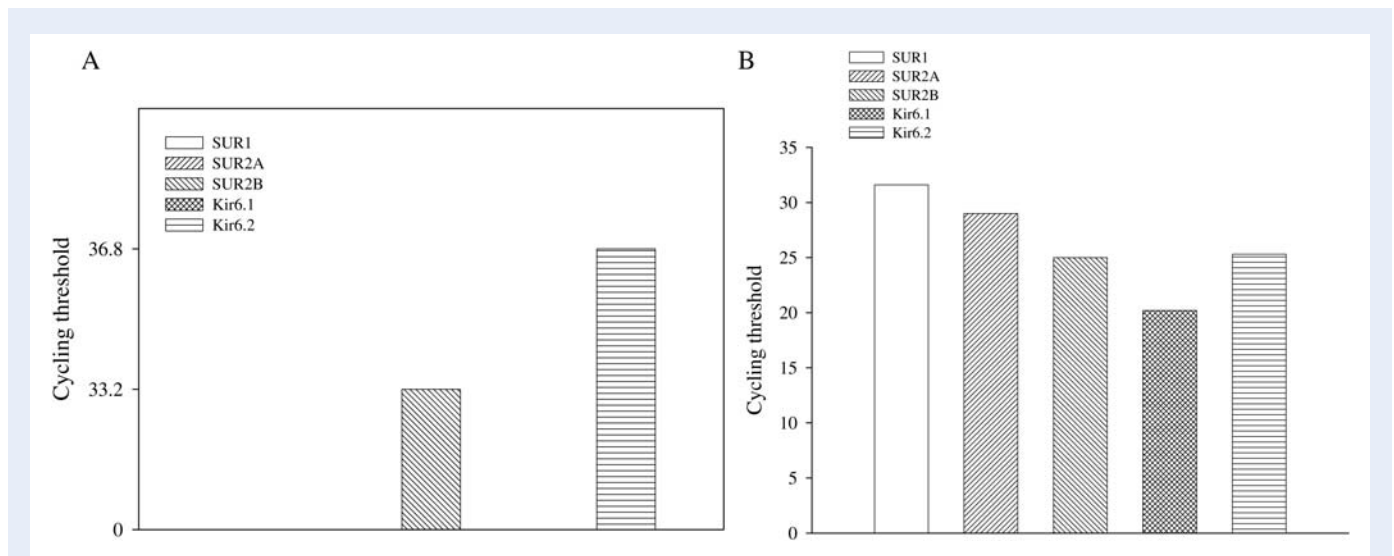 A
SUR1
SUR2A
SUR2B
Kir6.1
Kir6.2
36.8
33.2
0
Cycling threshold
B
SUR1
SUR2A
SUR2B
Kir6.1
Kir6.2
35
30
25
20
15
10
5
0
Cycling threshold